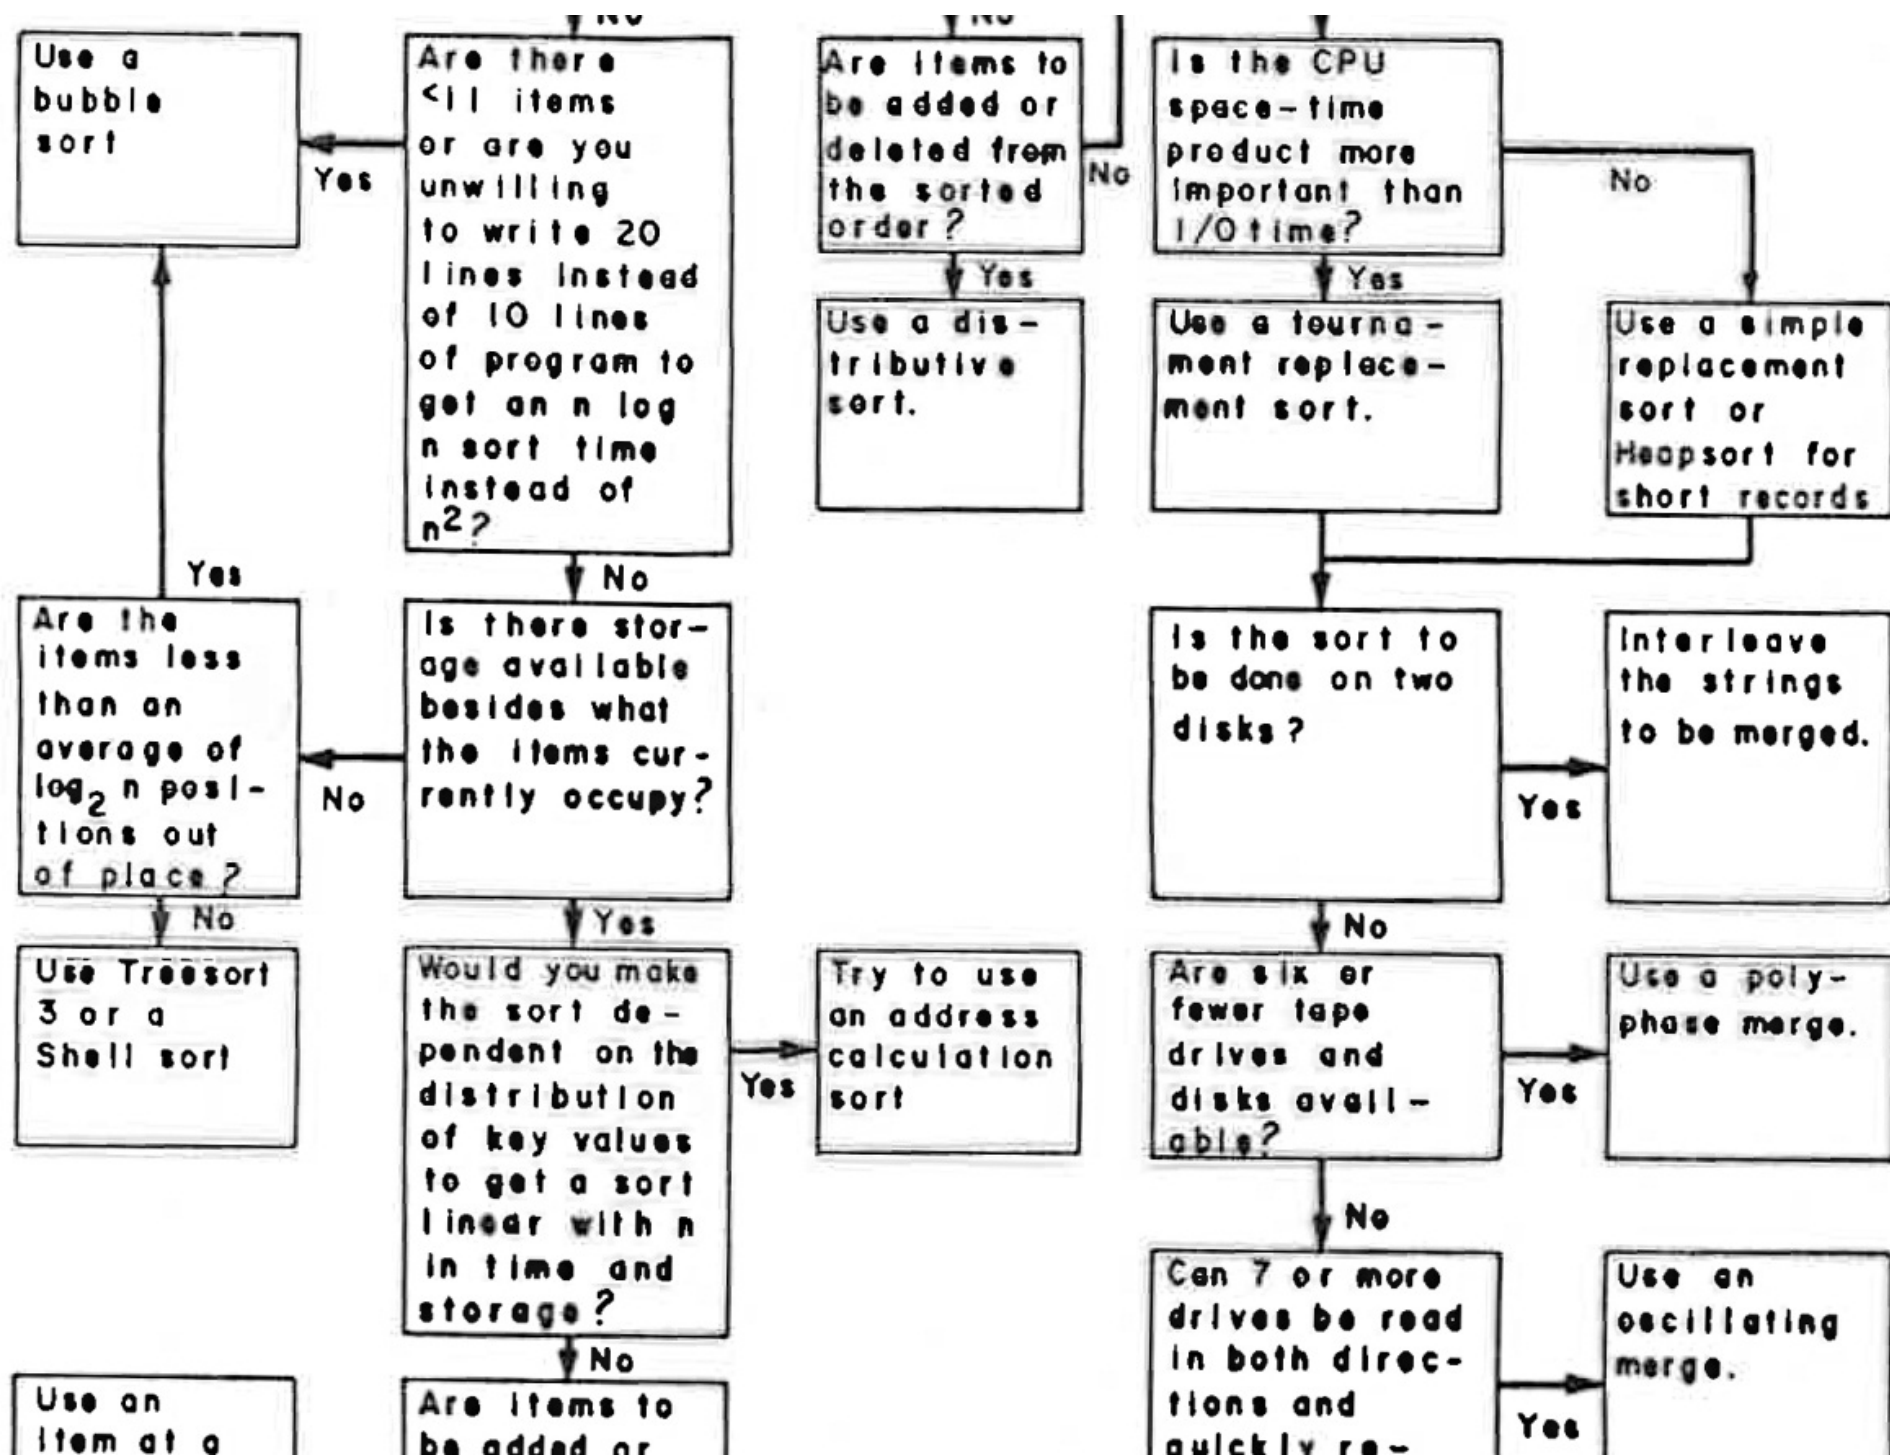 No
No
Use a
bubble
sort
Yes
Are there
<11 items
or are you
unwilling
to write 20
lines instead
of 10 lines
of program to
get an n log
n sort time
instead of
n²?
Are items to
be added or
deleted from
the sorted
order?
No
Is the CPU
space-time
product more
important than
I/O time?
No
Yes
Yes
Use a dis-
tributive
sort.
Use a tourna-
ment replace-
ment sort.
Use a simple
replacement
sort or
Heapsort for
short records
Yes
No
Are the
items less
than an
average of
log₂ n posi-
tions out
of place?
No
Is there stor-
age available
besides what
the items cur-
rently occupy?
Is the sort to
be done on two
disks?
Yes
Interleave
the strings
to be merged.
No
Yes
No
Use Treesort
3 or a
Shell sort
Would you make
the sort de-
pendent on the
distribution
of key values
to get a sort
linear with n
in time and
storage?
Yes
Try to use
an address
calculation
sort
Are six or
fewer tape
drives and
disks avail-
able?
Yes
Use a poly-
phase merge.
No
No
Can 7 or more
drives be read
in both direc-
tions and
quickly re-
Yes
Use an
oscillating
merge.
Use an
item at a
Are items to
be added or